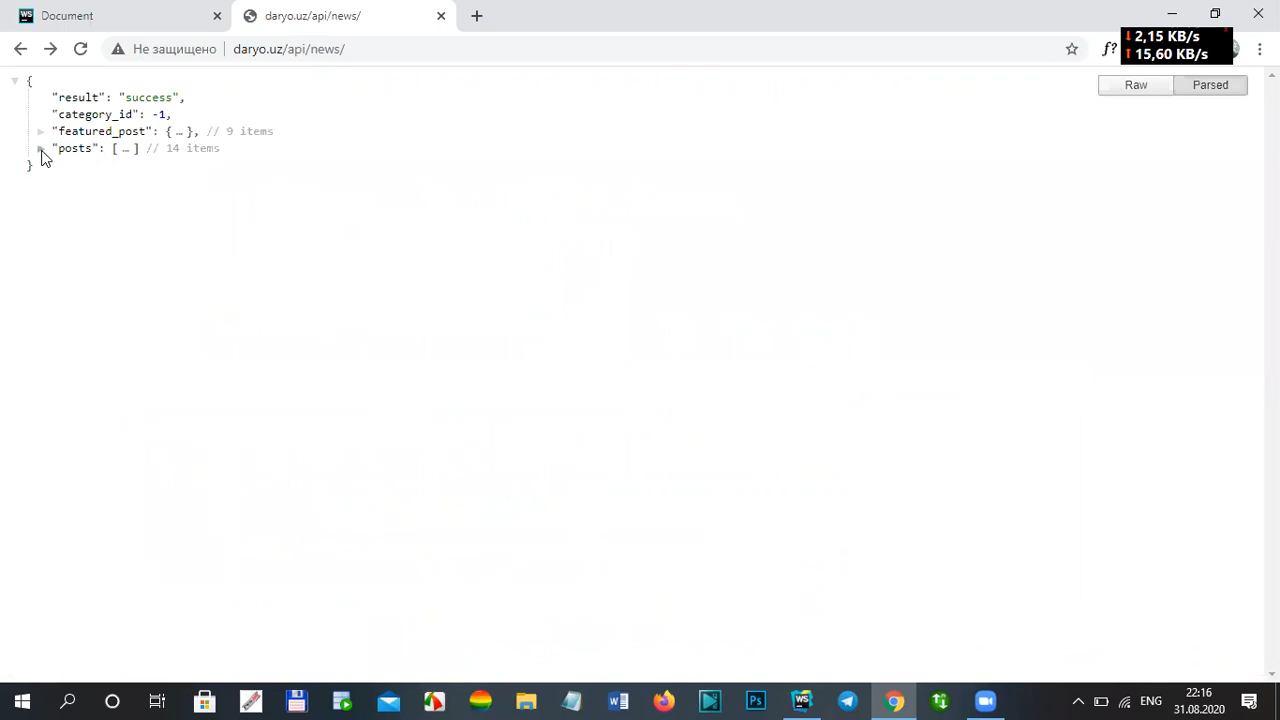 Document
daryo.uz/api/news/
Не защищено
daryo.uz/api/news/
f?
2,15 KB/s
15,60 KB/s
Raw
Parsed
{
"result": "success",
"category_id": -1,
"featured_post": { … }, // 9 items
"posts": [ … ] // 14 items
}
ENG
22:16
31.08.2020